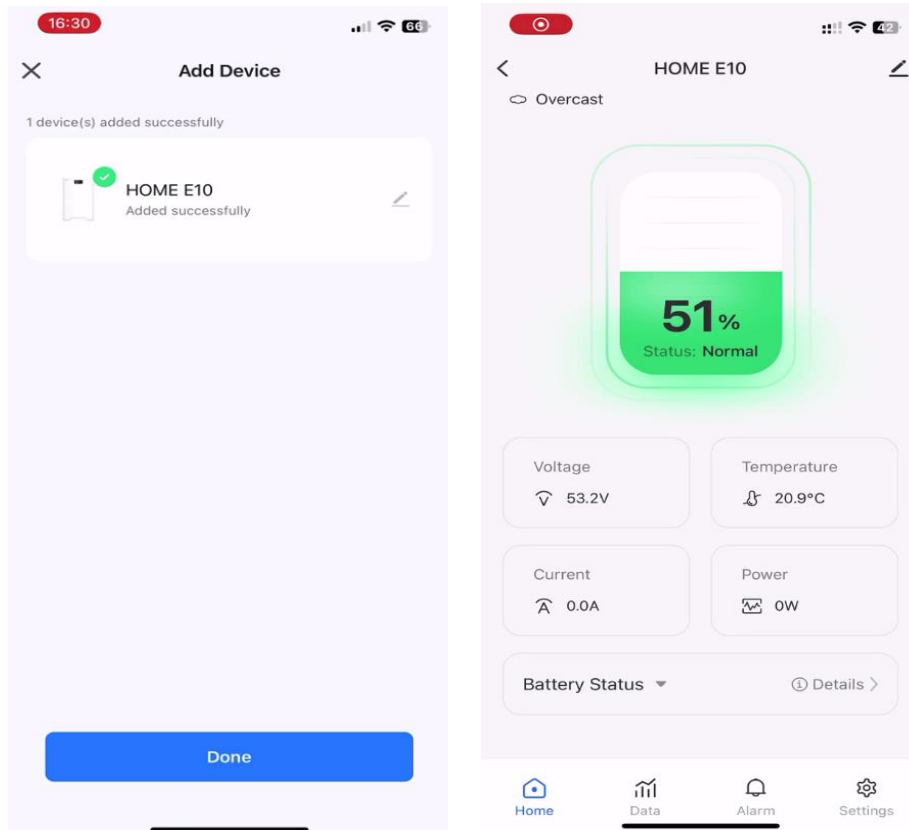 16:30
66
Add Device
1 device(s) added successfully
HOME E10
Added successfully
Done
42
HOME E10
Overcast
51%
Status: Normal
Voltage
V 53.2V
Temperature
20.9°C
Current
A 0.0A
Power
0W
Battery Status
Details
Home
Data
Alarm
Settings